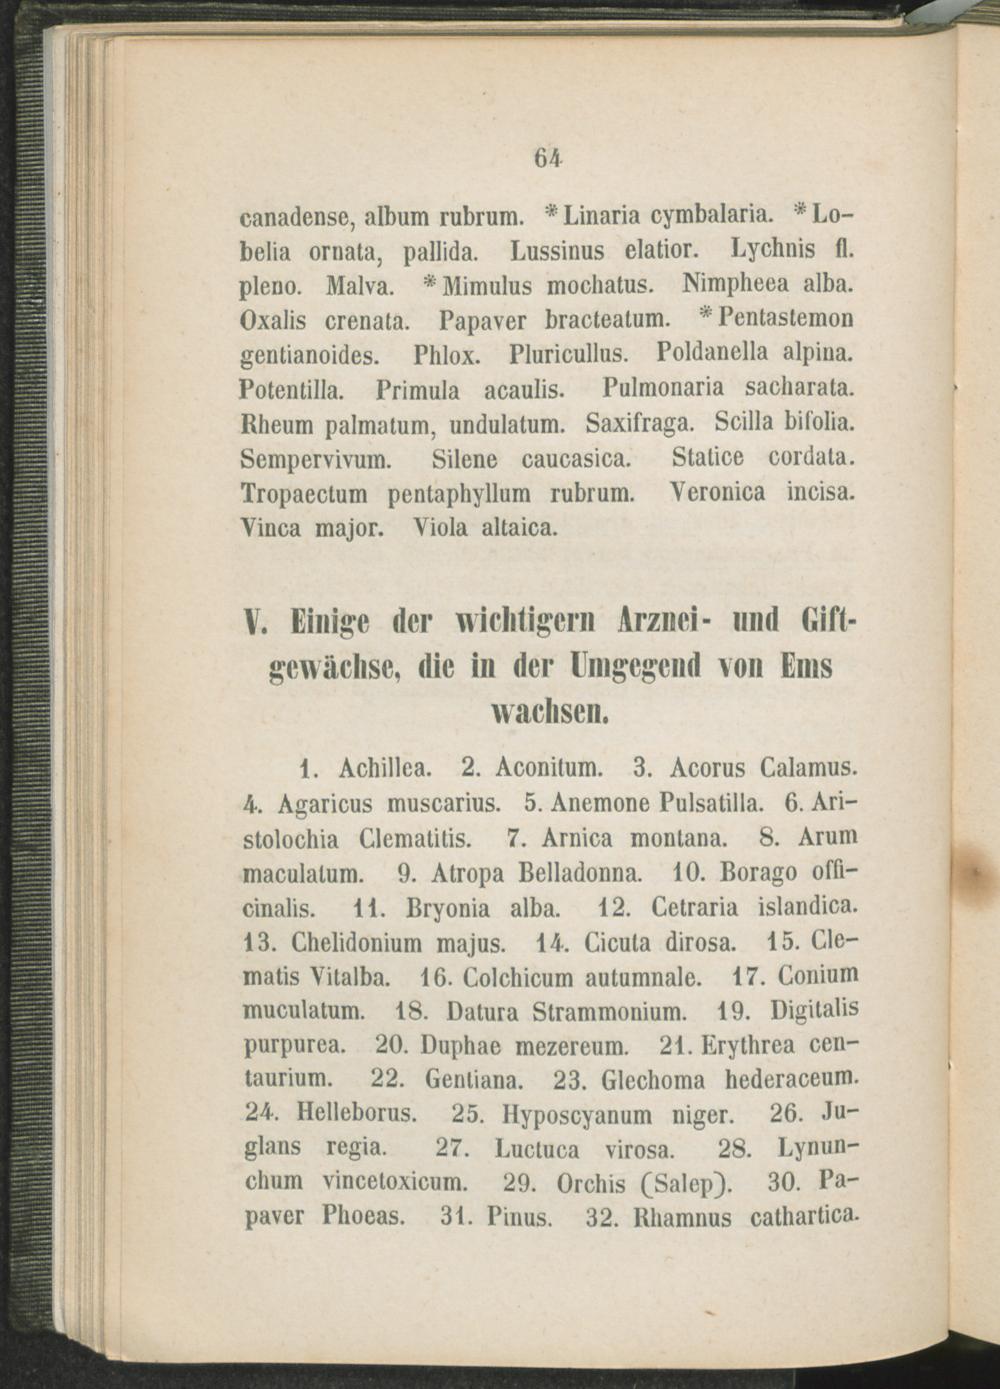 64
canadense, album rubrum. *Linaria cymbalaria. *Lo-
belia ornata, pallida. Lussinus elatior. Lychnis fl.
pleno. Malva. *Mimulus mochatus. Nimpheea alba.
Oxalis crenata. Papaver bracteatum. *Pentastemon
gentianoides. Phlox. Pluricullus. Poldanella alpina.
Potentilla. Primula acaulis. Pulmonaria sacharata.
Rheum palmatum, undulatum. Saxifraga. Scilla bifolia.
Sempervivum. Silene caucasica. Statice cordata.
Tropaectum pentaphyllum rubrum. Veronica incisa.
Vinca major. Viola altaica.
V. Einige der wichtigern Arznei- und Gift-
gewächse, die in der Umgegend von Ems
wachsen.
1. Achillea. 2. Aconitum. 3. Acorus Calamus.
4. Agaricus muscarius. 5. Anemone Pulsatilla. 6. Ari-
stolochia Clematitis. 7. Arnica montana. 8. Arum
maculatum. 9. Atropa Belladonna. 10. Borago offi-
cinalis. 11. Bryonia alba. 12. Cetraria islandica.
13. Chelidonium majus. 14. Cicuta dirosa. 15. Cle-
matis Vitalba. 16. Colchicum autumnale. 17. Conium
muculatum. 18. Datura Strammonium. 19. Digitalis
purpurea. 20. Duphae mezereum. 21. Erythrea cen-
taurium. 22. Gentiana. 23. Glechoma hederaceum.
24. Helleborus. 25. Hyposcyanum niger. 26. Ju-
glans regia. 27. Luctuca virosa. 28. Lynun-
chum vincetoxicum. 29. Orchis (Salep). 30. Pa-
paver Phoeas. 31. Pinus. 32. Rhamnus cathartica.